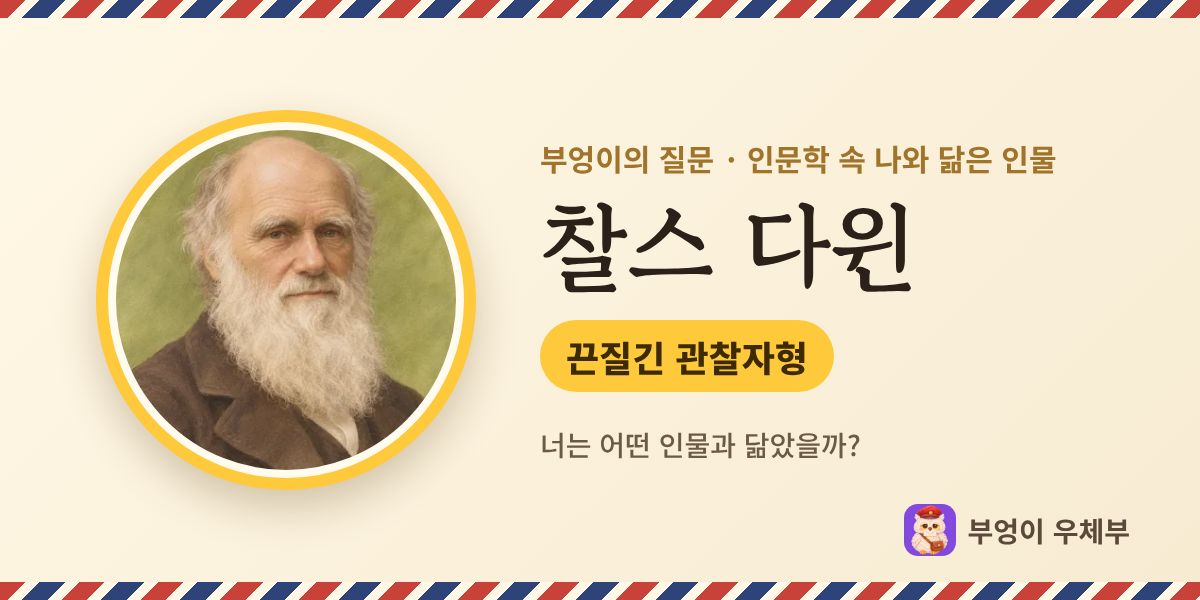 부엉이의 질문 · 인문학 속 나와 닮은 인물
찰스 다윈
끈질긴 관찰자형
너는 어떤 인물과 닮았을까?
부엉이 우체부